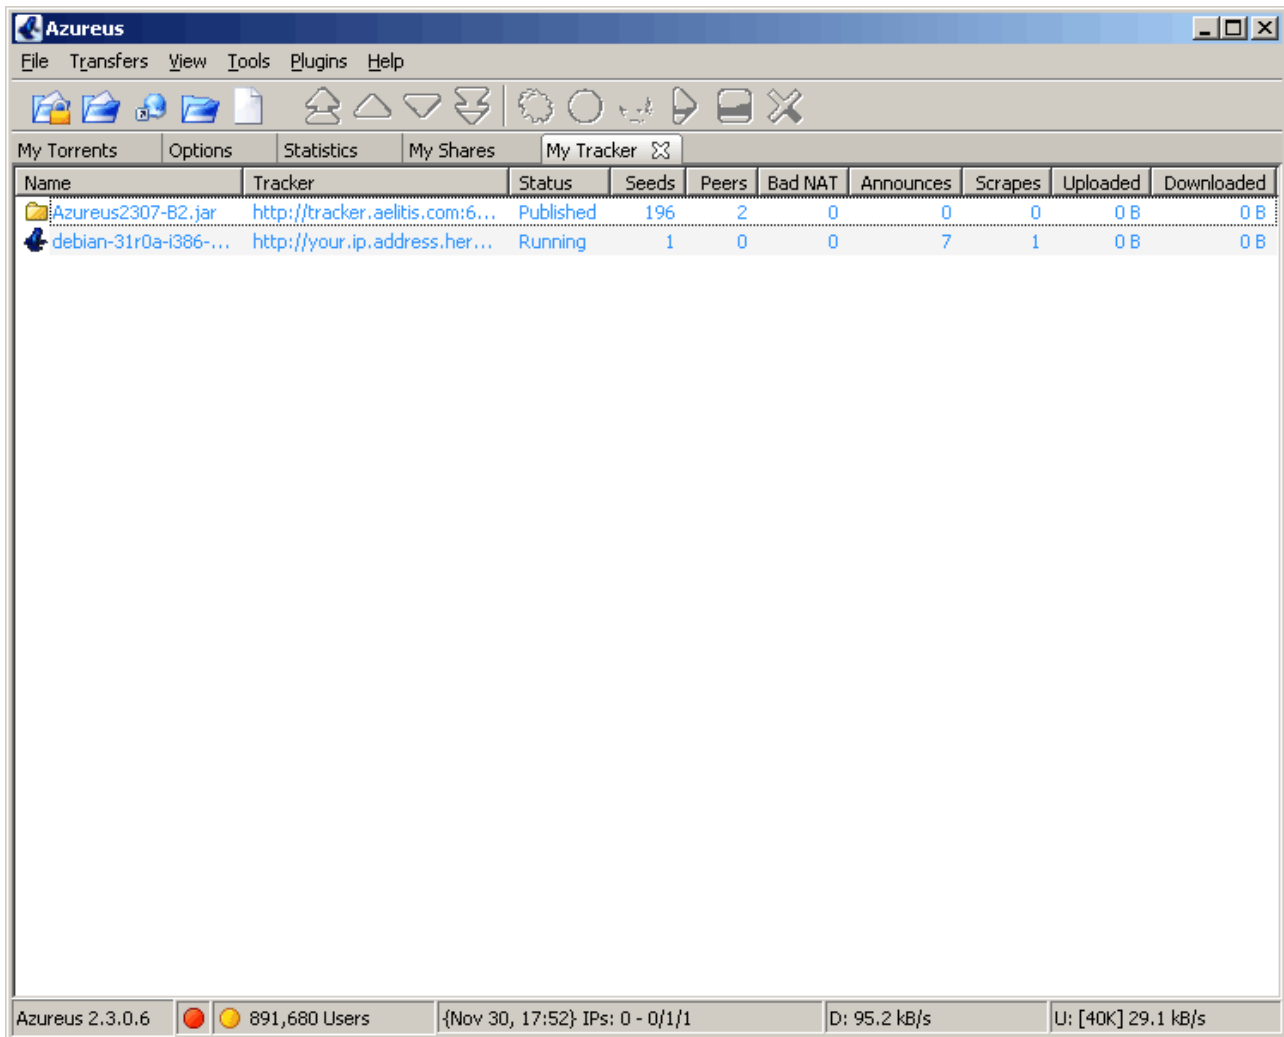 Azureus
File Transfers View Tools Plugins Help
My Torrents Options Statistics My Shares My Tracker
Name Tracker Status Seeds Peers Bad NAT Announces Scrapes Uploaded Downloaded
Azureus2307-B2.jar http://tracker.aelitis.com:6... Published 196 2 0 0 0 0 B 0 B
debian-31r0a-i386-... http://your.ip.address.her... Running 1 0 0 7 1 0 B 0 B
Azureus 2.3.0.6 891,680 Users {Nov 30, 17:52} IPs: 0 - 0/1/1 D: 95.2 kB/s U: [40K] 29.1 kB/s